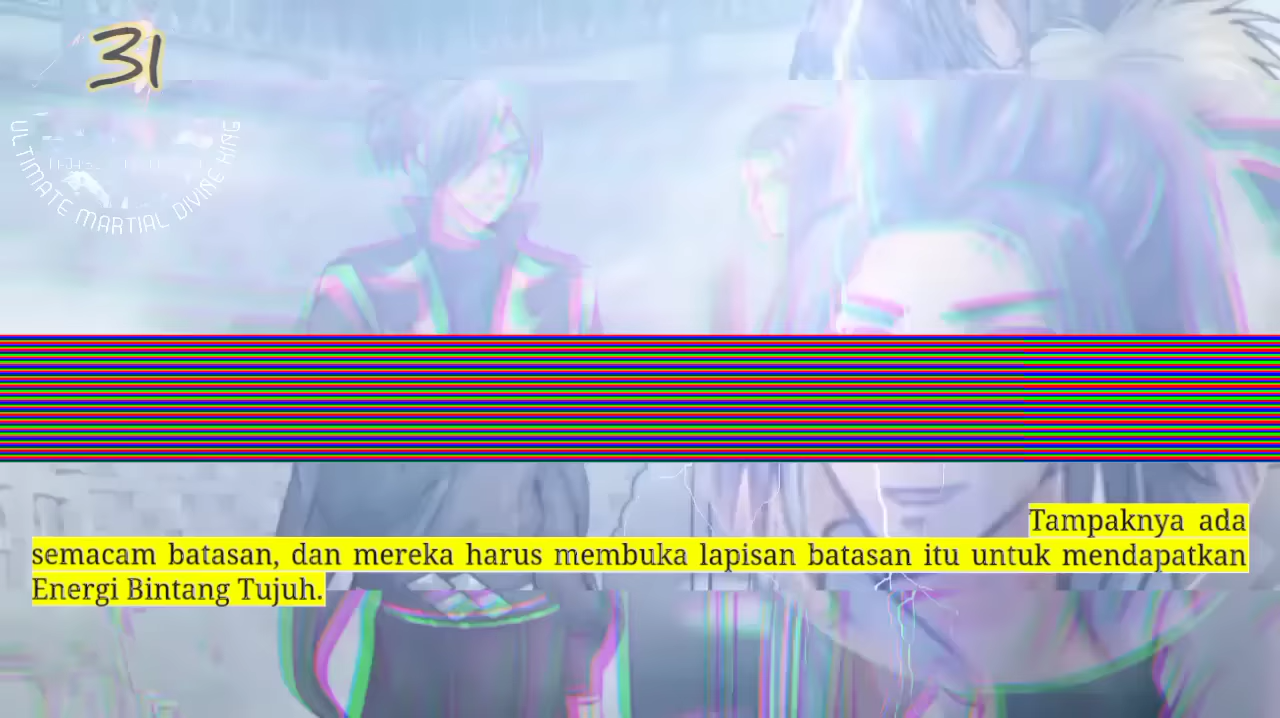 31
ULTIMATE MARTIAL DIVINE KING
Tampaknya ada
semacam batasan, dan mereka harus membuka lapisan batasan itu untuk mendapatkan
Energi Bintang Tujuh.